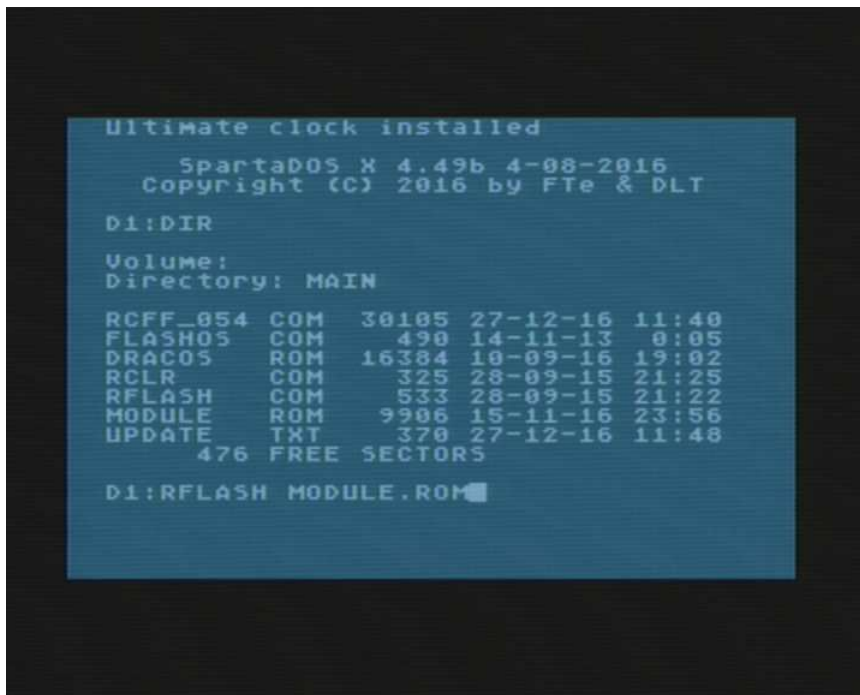 Ultimate clock installed
SpartaDOS X 4.49b 4-08-2016
Copyright (C) 2016 by FTe & DLT
D1:DIR
Volume:
Directory: MAIN
RCFF_054 COM 30105 27-12-16 11:40
FLASHOS COM 490 14-11-13 0:05
DRACOS ROM 16384 10-09-16 19:02
RCLR COM 325 28-09-15 21:25
RFLASH COM 533 28-09-15 21:22
MODULE ROM 9906 15-11-16 23:56
UPDATE TXT 370 27-12-16 11:48
476 FREE SECTORS
D1:RFLASH MODULE.ROM